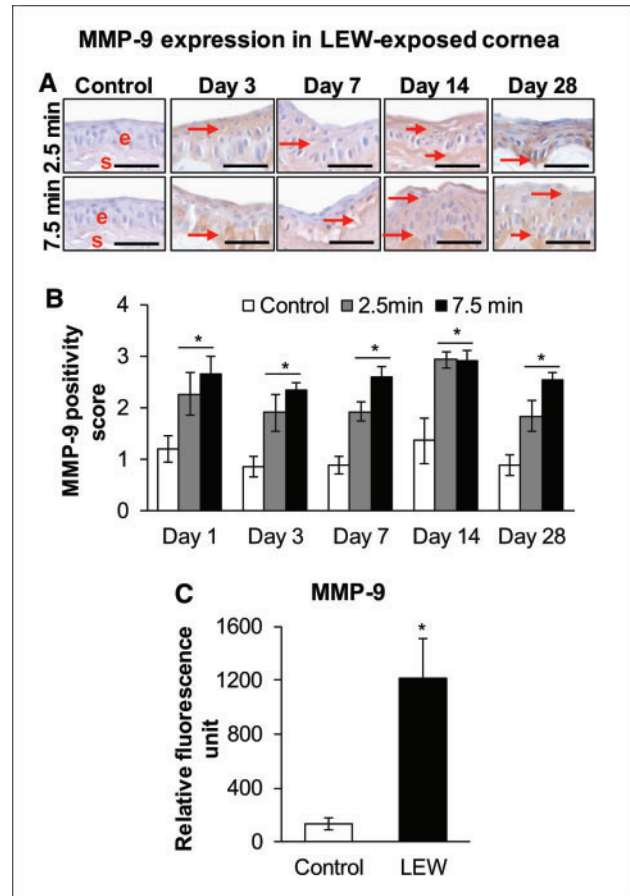 MMP-9 expression in LEW-exposed cornea
A
Control Day 3 Day 7 Day 14 Day 28
2.5 min
e
s
7.5 min
e
s
B
Control 2.5min 7.5 min
MMP-9 positivity
score
4
3
2
1
0
* * * * *
Day 1 Day 3 Day 7 Day 14 Day 28
C MMP-9
Relative fluorescence
unit
1600
1200
800
400
0
*
Control LEW